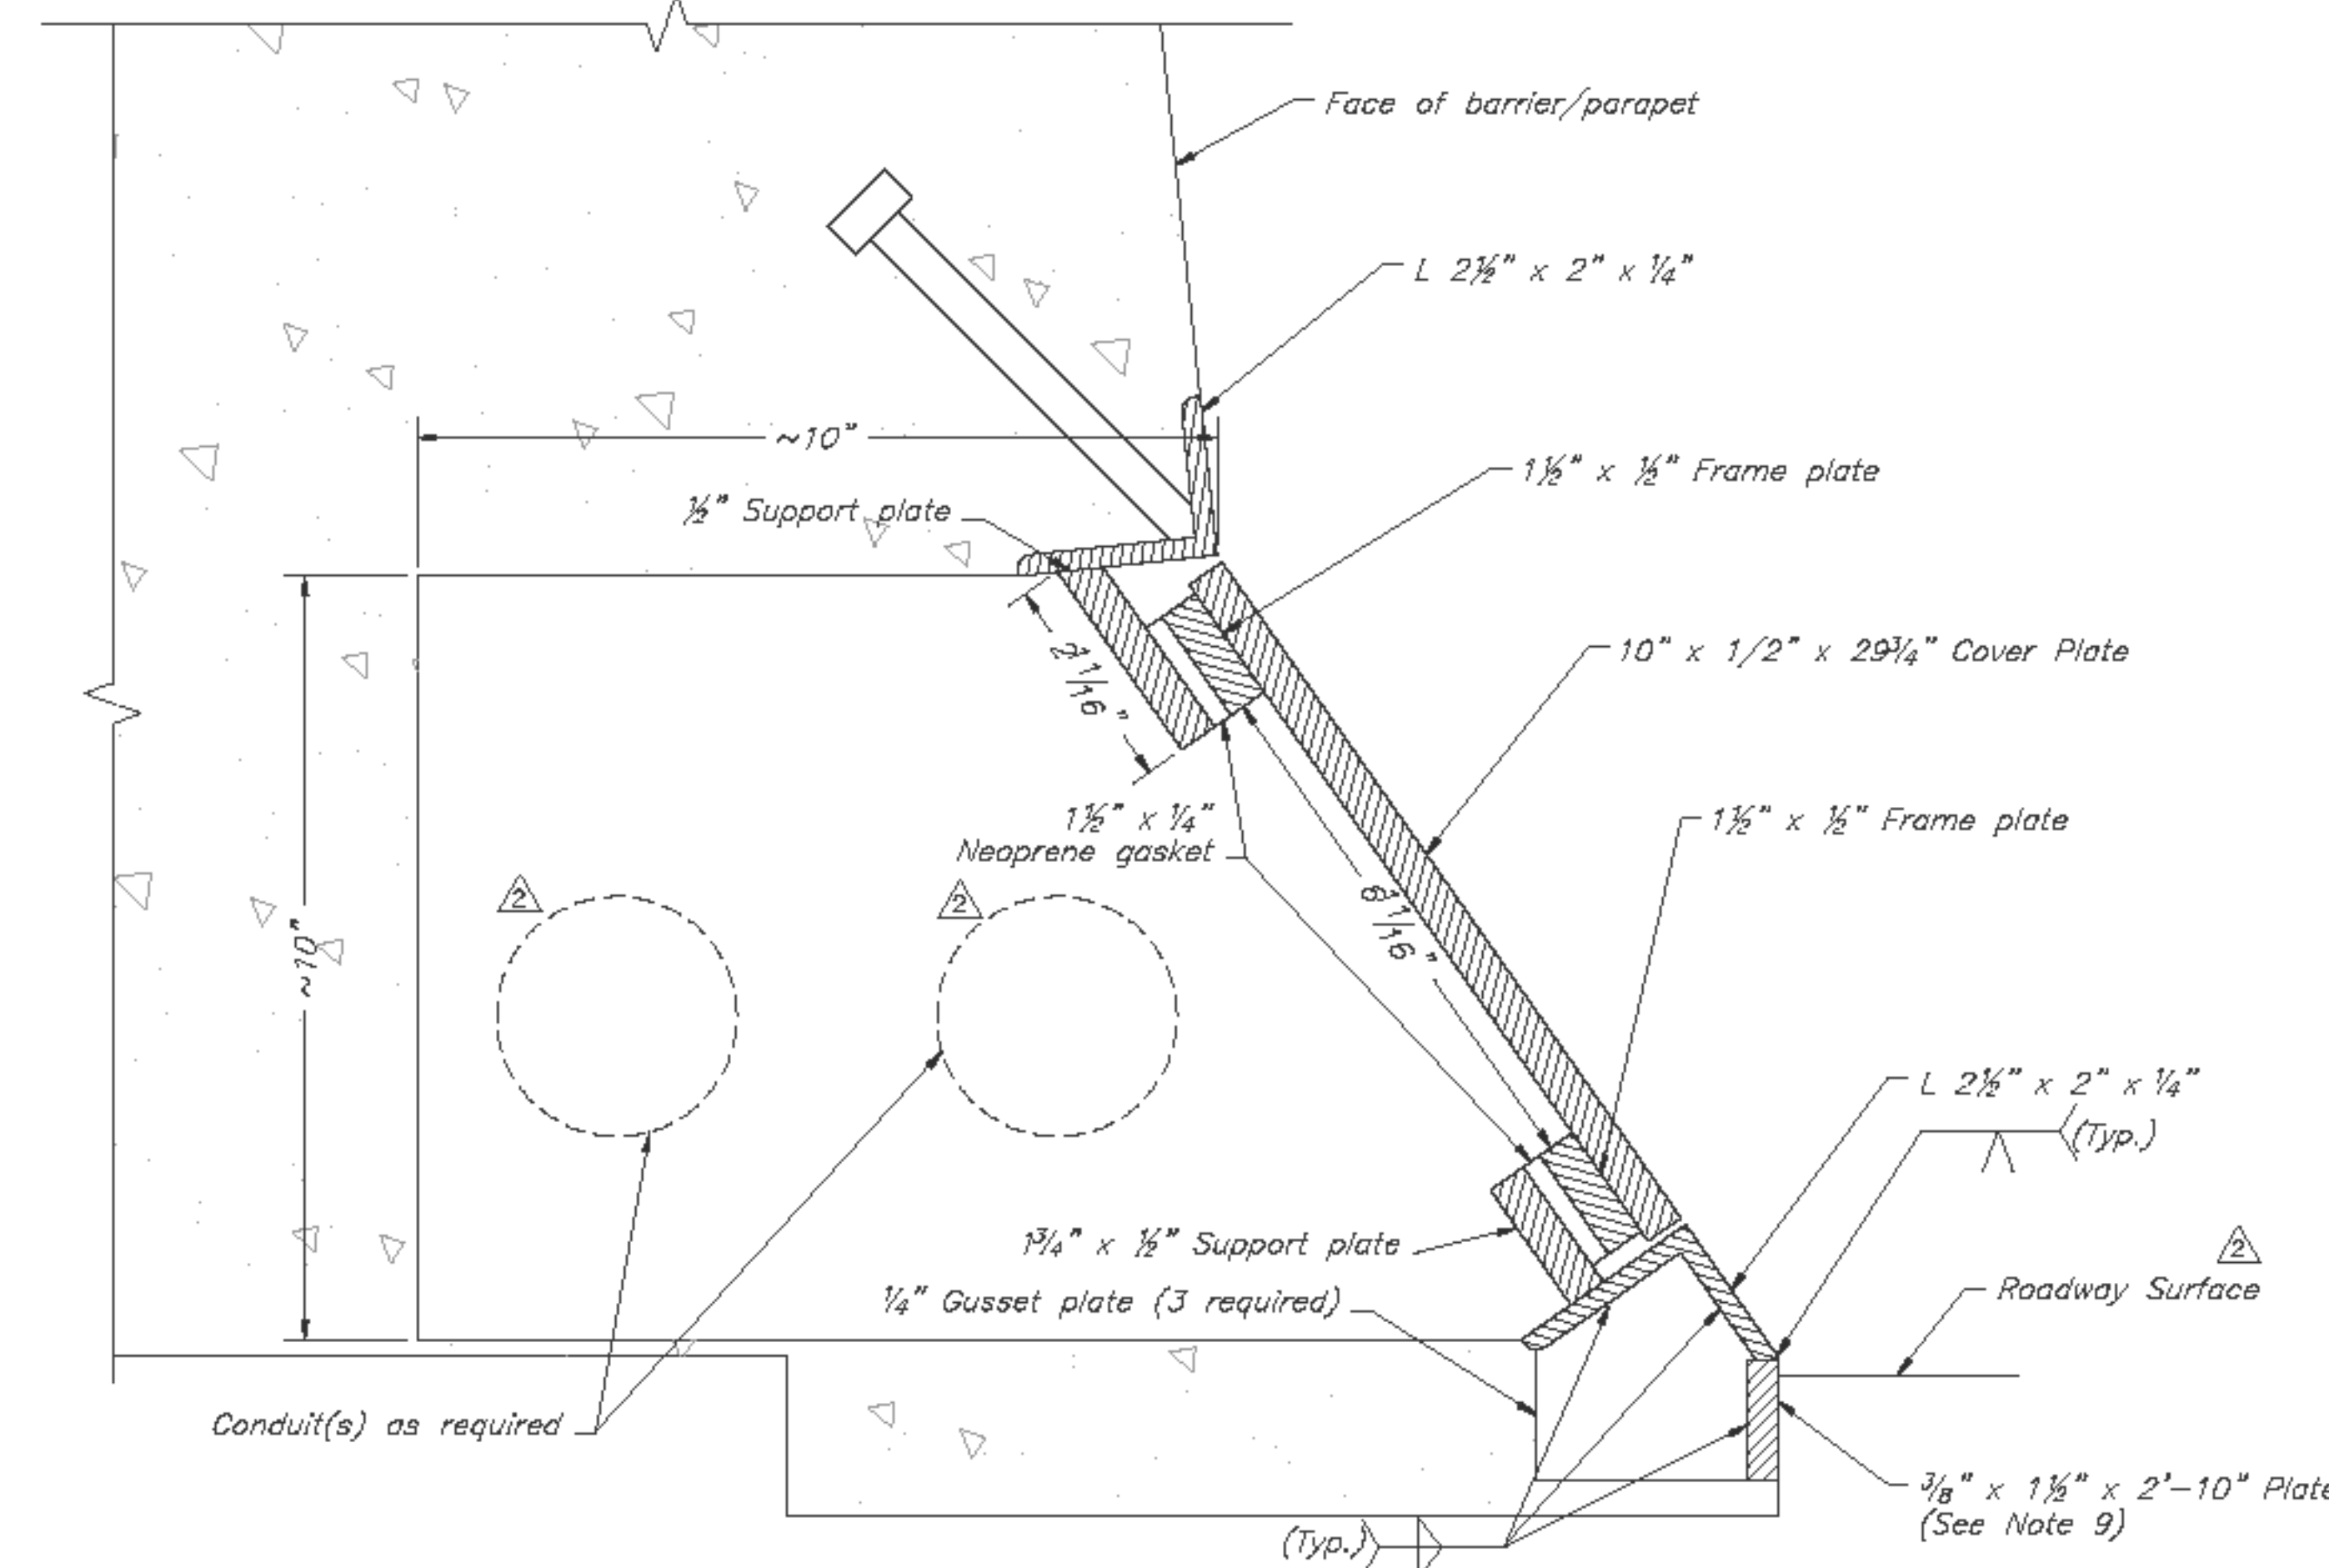 Face of barrier/parapet
L 2½" x 2" x ¼"
~10"
1½" x ½" Frame plate
½" Support plate
10" x 1/2" x 29¾" Cover Plate
2 1/16"
1½" x ¼"
Neoprene gasket
1½" x ½" Frame plate
2
2
~10"
L 2½" x 2" x ¼"
(Typ.)
1¾" x ½" Support plate
2
¼" Gusset plate (3 required)
Roadway Surface
Conduit(s) as required
⅜" x 1½" x 2'-10" Plate
(See Note 9)
(Typ.)